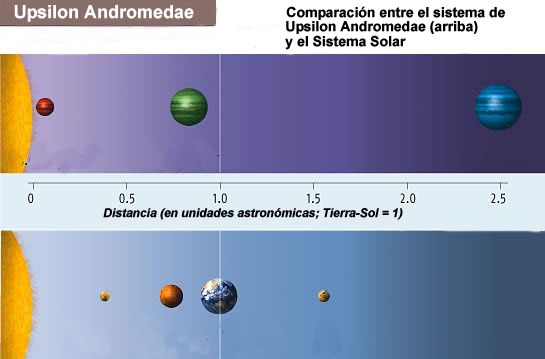 Upsilon Andromedae
Comparación entre el sistema de
Upsilon Andromedae (arriba)
y el Sistema Solar
0 0.5 1.0 1.5 2.0 2.5
Distancia (en unidades astronómicas; Tierra-Sol = 1)